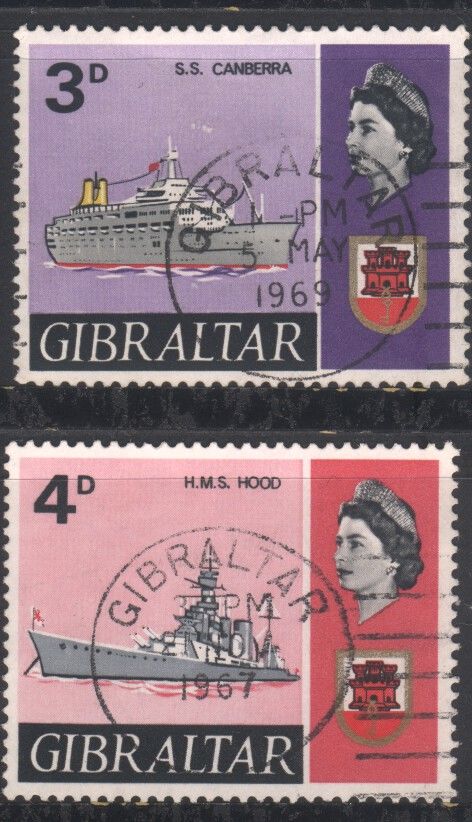 3D
S.S. CANBERRA
GIBRALTAR
-PM
5 MAY
1969
GIBRALTAR
4D
H.M.S. HOOD
GIBRALTAR
PM
1967
GIBRALTAR